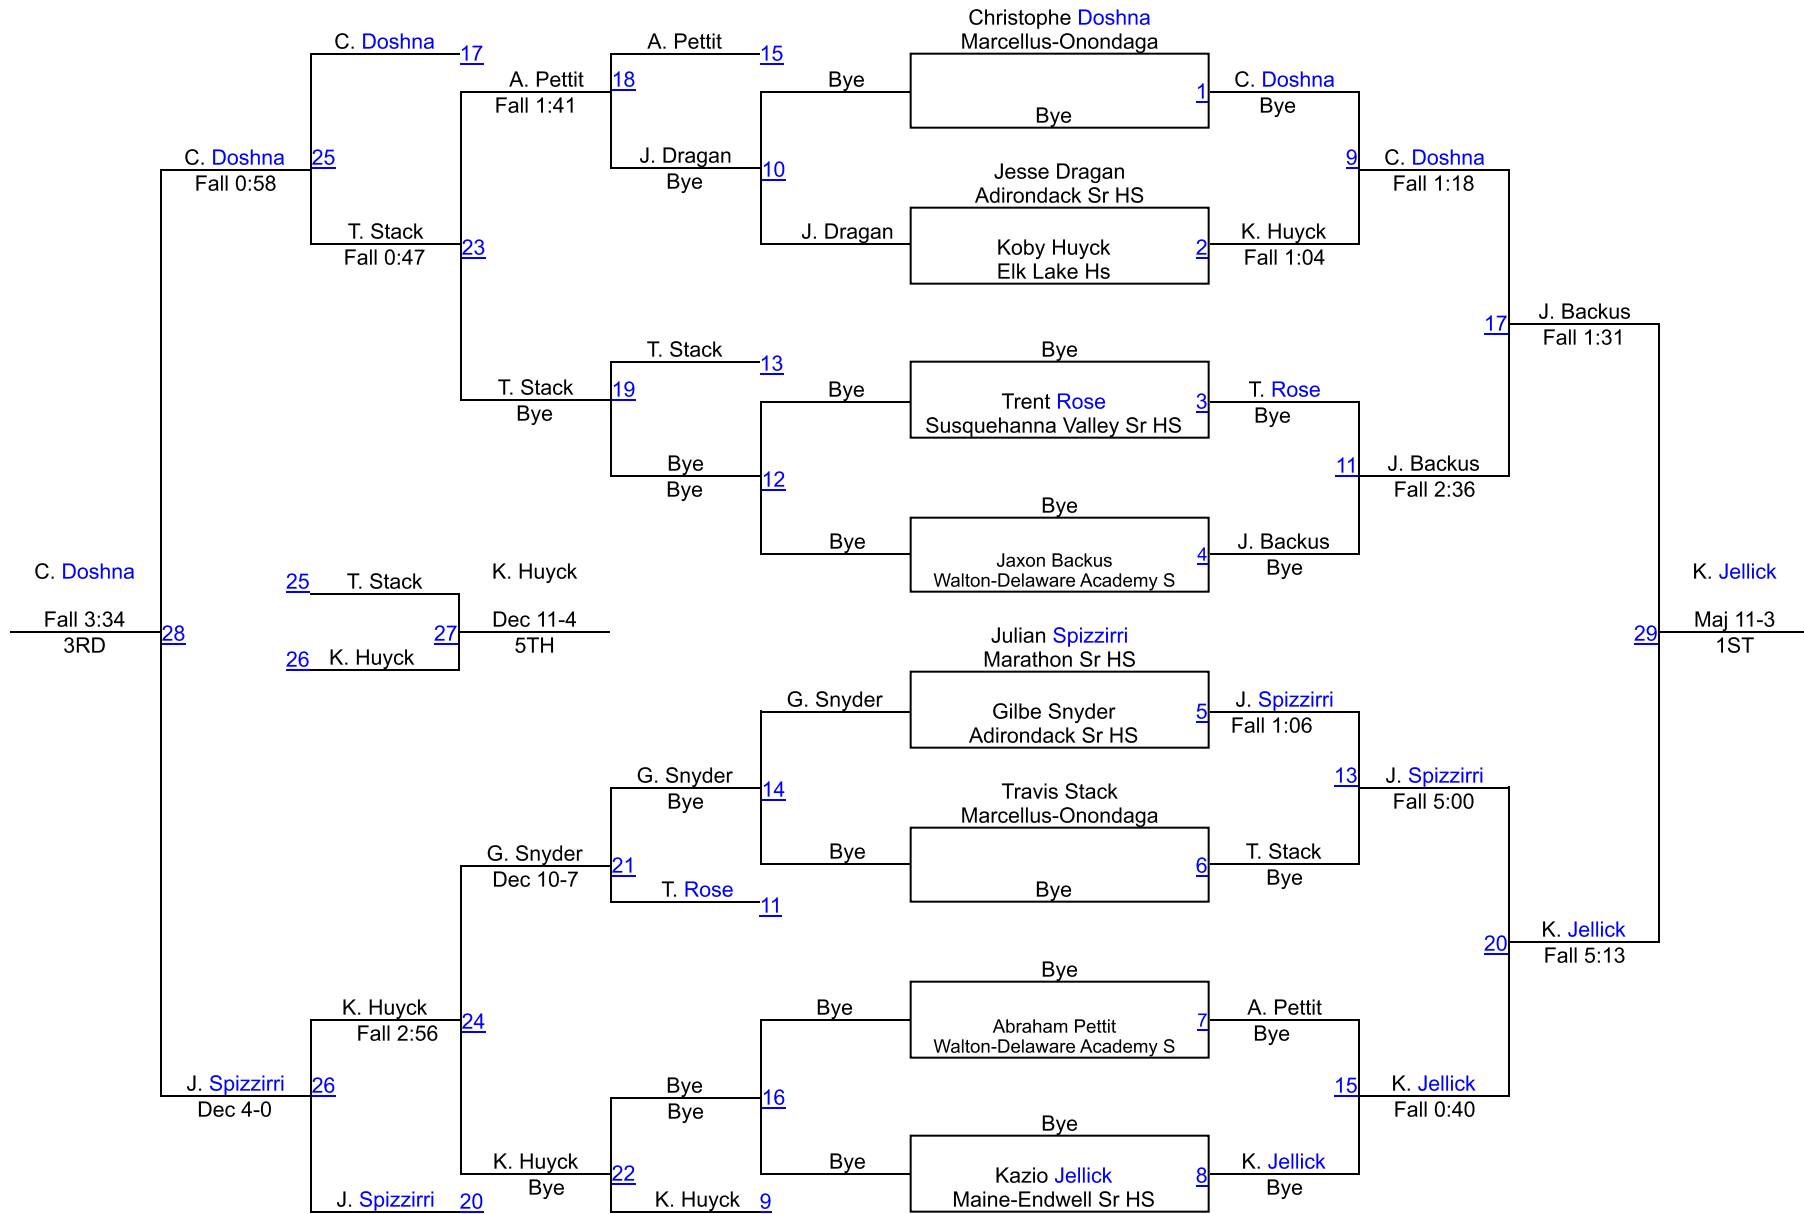 Christophe Doshna
Marcellus-Onondaga
C. Doshna
17
A. Pettit
15
A. Pettit
18
Bye
1
C. Doshna
Fall 1:41
Bye
Bye
C. Doshna
25
J. Dragan
10
Jesse Dragan
9
C. Doshna
Fall 0:58
Bye
Adirondack Sr HS
Fall 1:18
T. Stack
23
J. Dragan
Koby Huyck
2
K. Huyck
Fall 0:47
Elk Lake Hs
Fall 1:04
17
J. Backus
Fall 1:31
T. Stack
13
Bye
T. Stack
19
Bye
Trent Rose
3
T. Rose
Bye
Susquehanna Valley Sr HS
Bye
Bye
12
11
J. Backus
Bye
Fall 2:36
Bye
Bye
Jaxon Backus
4
J. Backus
Walton-Delaware Academy S
Bye
C. Doshna
25
T. Stack
K. Huyck
K. Jellick
Fall 3:34
28
27
Dec 11-4
29
Maj 11-3
3RD
5TH
1ST
26
K. Huyck
Julian Spizzirri
Marathon Sr HS
G. Snyder
Gilbe Snyder
5
J. Spizzirri
Adirondack Sr HS
Fall 1:06
G. Snyder
14
Travis Stack
13
J. Spizzirri
Bye
Marcellus-Onondaga
Fall 5:00
G. Snyder
21
Bye
6
T. Stack
Dec 10-7
Bye
Bye
T. Rose
11
20
K. Jellick
Fall 5:13
Bye
K. Huyck
24
Bye
Abraham Pettit
7
A. Pettit
Fall 2:56
Walton-Delaware Academy S
Bye
J. Spizzirri
26
Bye
16
15
K. Jellick
Dec 4-0
Bye
Fall 0:40
Bye
K. Huyck
22
Bye
Kazio Jellick
8
K. Jellick
Bye
Maine-Endwell Sr HS
Bye
J. Spizzirri
20
K. Huyck
9